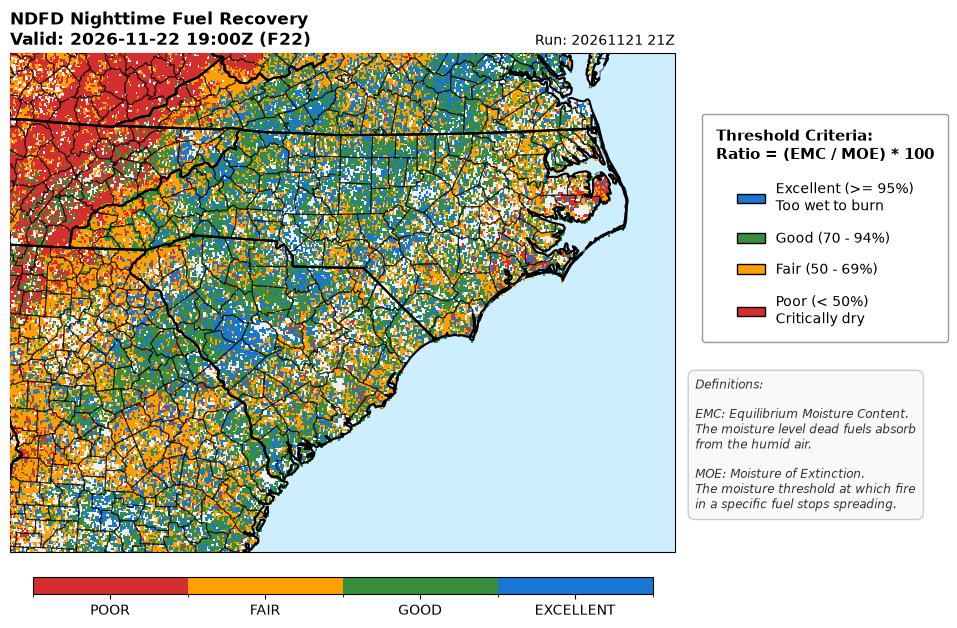 NDFD Nighttime Fuel Recovery
Valid: 2026-11-22 19:00Z (F22)
Run: 20261121 21Z
Threshold Criteria:
Ratio = (EMC / MOE) * 100
Excellent (>= 95%)
Too wet to burn
Good (70 - 94%)
Fair (50 - 69%)
Poor (< 50%)
Critically dry
Definitions:
EMC: Equilibrium Moisture Content.
The moisture level dead fuels absorb
from the humid air.
MOE: Moisture of Extinction.
The moisture threshold at which fire
in a specific fuel stops spreading.
POOR
FAIR
GOOD
EXCELLENT